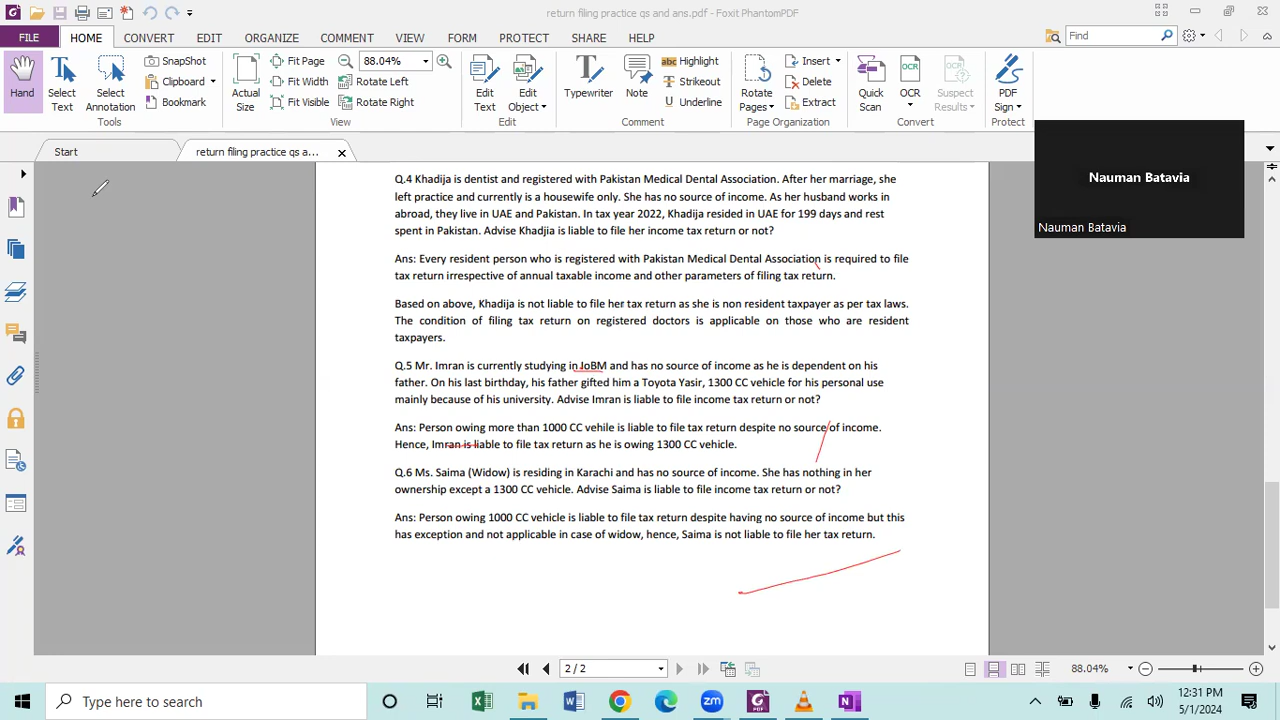 return filing practice qs and ans.pdf - Foxit PhantomPDF
FILE HOME CONVERT EDIT ORGANIZE COMMENT VIEW FORM PROTECT SHARE HELP Find
Hand
Select Text
Select Annotation
SnapShot
Clipboard
Bookmark
Tools
Actual Size
Fit Page
Fit Width
Fit Visible
88.04%
Rotate Left
Rotate Right
View
Edit Text
Edit Object
Edit
Typewriter
Note
Highlight
Strikeout
Underline
Comment
Rotate Pages
Insert
Delete
Extract
Page Organization
Quick Scan
OCR
OCR
Suspect Results
Convert
PDF Sign
Protect
Start
return filing practice qs a...
Nauman Batavia
Nauman Batavia
Q.4 Khadija is dentist and registered with Pakistan Medical Dental Association. After her marriage, she
left practice and currently is a housewife only. She has no source of income. As her husband works in
abroad, they live in UAE and Pakistan. In tax year 2022, Khadija resided in UAE for 199 days and rest
spent in Pakistan. Advise Khadjia is liable to file her income tax return or not?
Ans: Every resident person who is registered with Pakistan Medical Dental Association is required to file
tax return irrespective of annual taxable income and other parameters of filing tax return.
Based on above, Khadija is not liable to file her tax return as she is non resident taxpayer as per tax laws.
The condition of filing tax return on registered doctors is applicable on those who are resident
taxpayers.
Q.5 Mr. Imran is currently studying in IoBM and has no source of income as he is dependent on his
father. On his last birthday, his father gifted him a Toyota Yasir, 1300 CC vehicle for his personal use
mainly because of his university. Advise Imran is liable to file income tax return or not?
Ans: Person owing more than 1000 CC vehile is liable to file tax return despite no source of income.
Hence, Imran is liable to file tax return as he is owing 1300 CC vehicle.
Q.6 Ms. Saima (Widow) is residing in Karachi and has no source of income. She has nothing in her
ownership except a 1300 CC vehicle. Advise Saima is liable to file income tax return or not?
Ans: Person owing 1000 CC vehicle is liable to file tax return despite having no source of income but this
has exception and not applicable in case of widow, hence, Saima is not liable to file her tax return.
2 / 2
88.04%
Type here to search
12:31 PM
5/1/2024